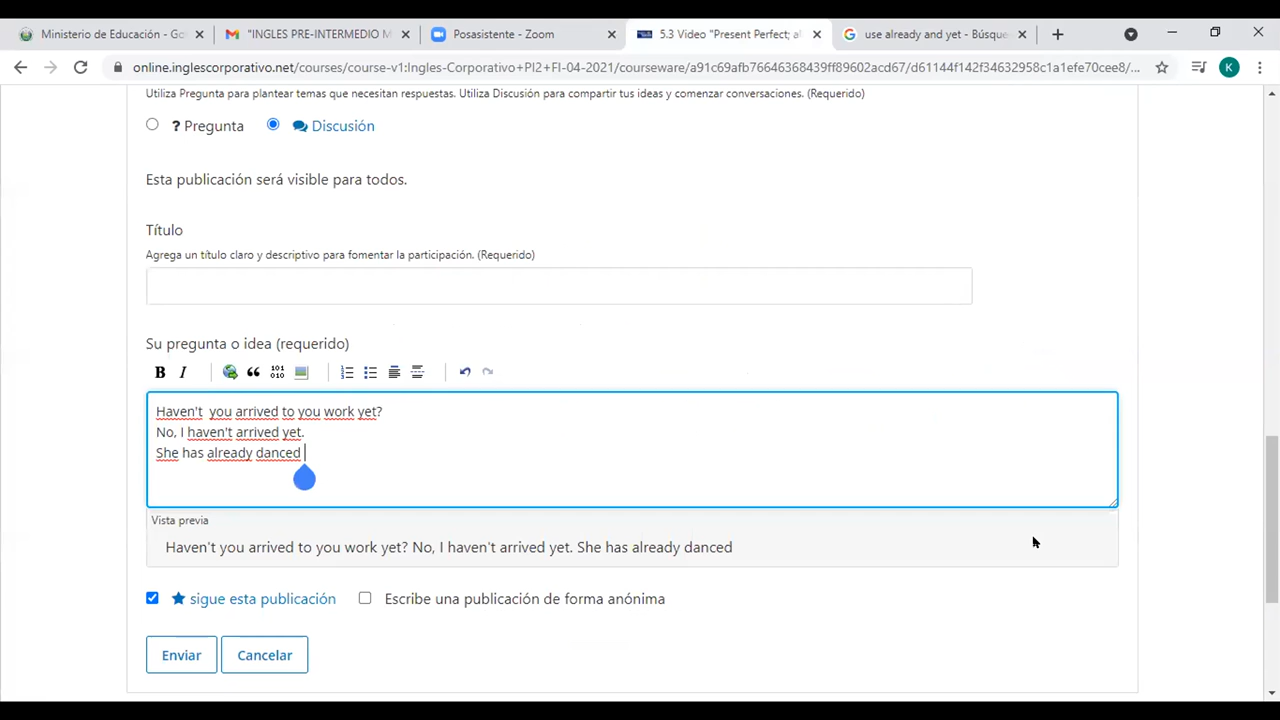 Ministerio de Educación - Go
"INGLES PRE-INTERMEDIO M
Posasistente - Zoom
5.3 Video "Present Perfect; al
use already and yet - Búsque
online.inglescorporativo.net/courses/course-v1:Ingles-Corporativo+PI2+FI-04-2021/courseware/a91c69afb76646368439ff89602acd67/d61144f142f34632958c1a1efe70cee8/...
K
Utiliza Pregunta para plantear temas que necesitan respuestas. Utiliza Discusión para compartir tus ideas y comenzar conversaciones. (Requerido)
? Pregunta
Discusión
Esta publicación será visible para todos.
Título
Agrega un título claro y descriptivo para fomentar la participación. (Requerido)
Su pregunta o idea (requerido)
B I
101
010
Haven't  you arrived to you work yet?
No, I haven't arrived yet.
She has already danced
Vista previa
Haven't you arrived to you work yet? No, I haven't arrived yet. She has already danced
sigue esta publicación
Escribe una publicación de forma anónima
Enviar
Cancelar